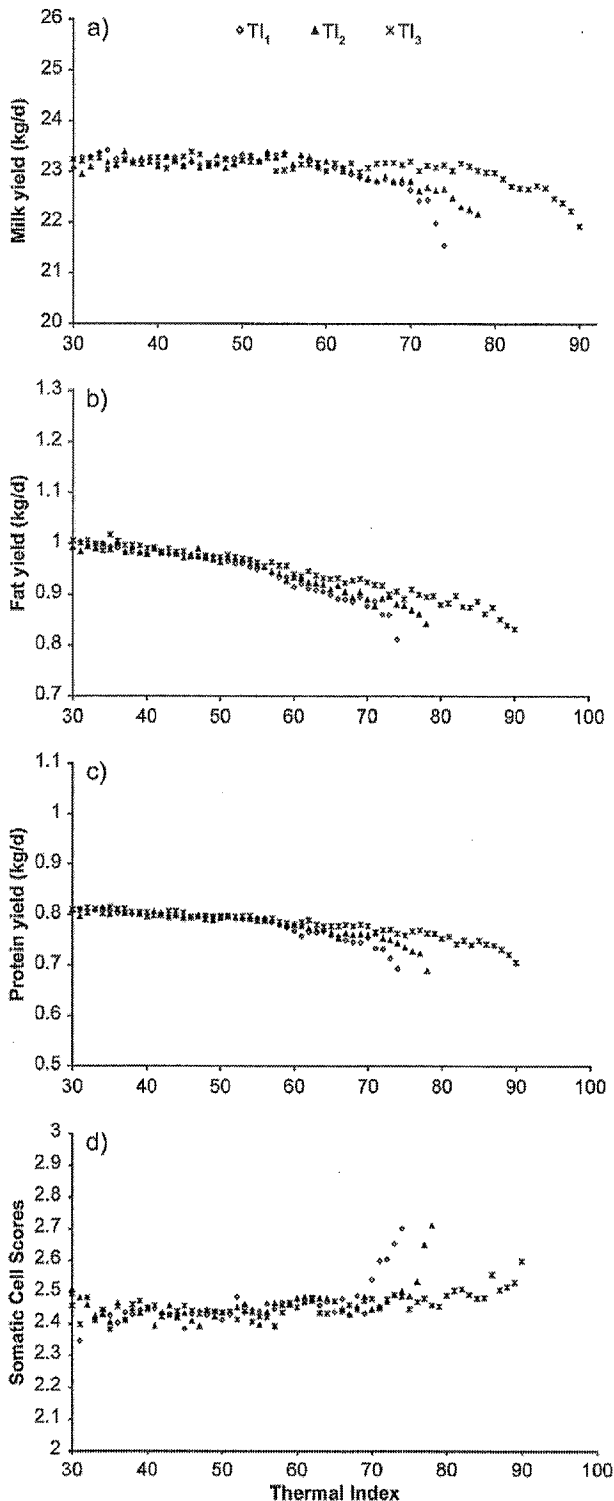 a)
◊ TI₁ ▲ TI₂ × TI₃
Milk yield (kg/d)
26
25
24
23
22
21
20
30 40 50 60 70 80 90
b)
Fat yield (kg/d)
1.3
1.2
1.1
1
0.9
0.8
0.7
30 40 50 60 70 80 90 100
c)
Protein yield (kg/d)
1.1
1
0.9
0.8
0.7
0.6
0.5
30 40 50 60 70 80 90 100
d)
Somatic Cell Scores
3
2.9
2.8
2.7
2.6
2.5
2.4
2.3
2.2
2.1
2
30 40 50 60 70 80 90 100
Thermal Index